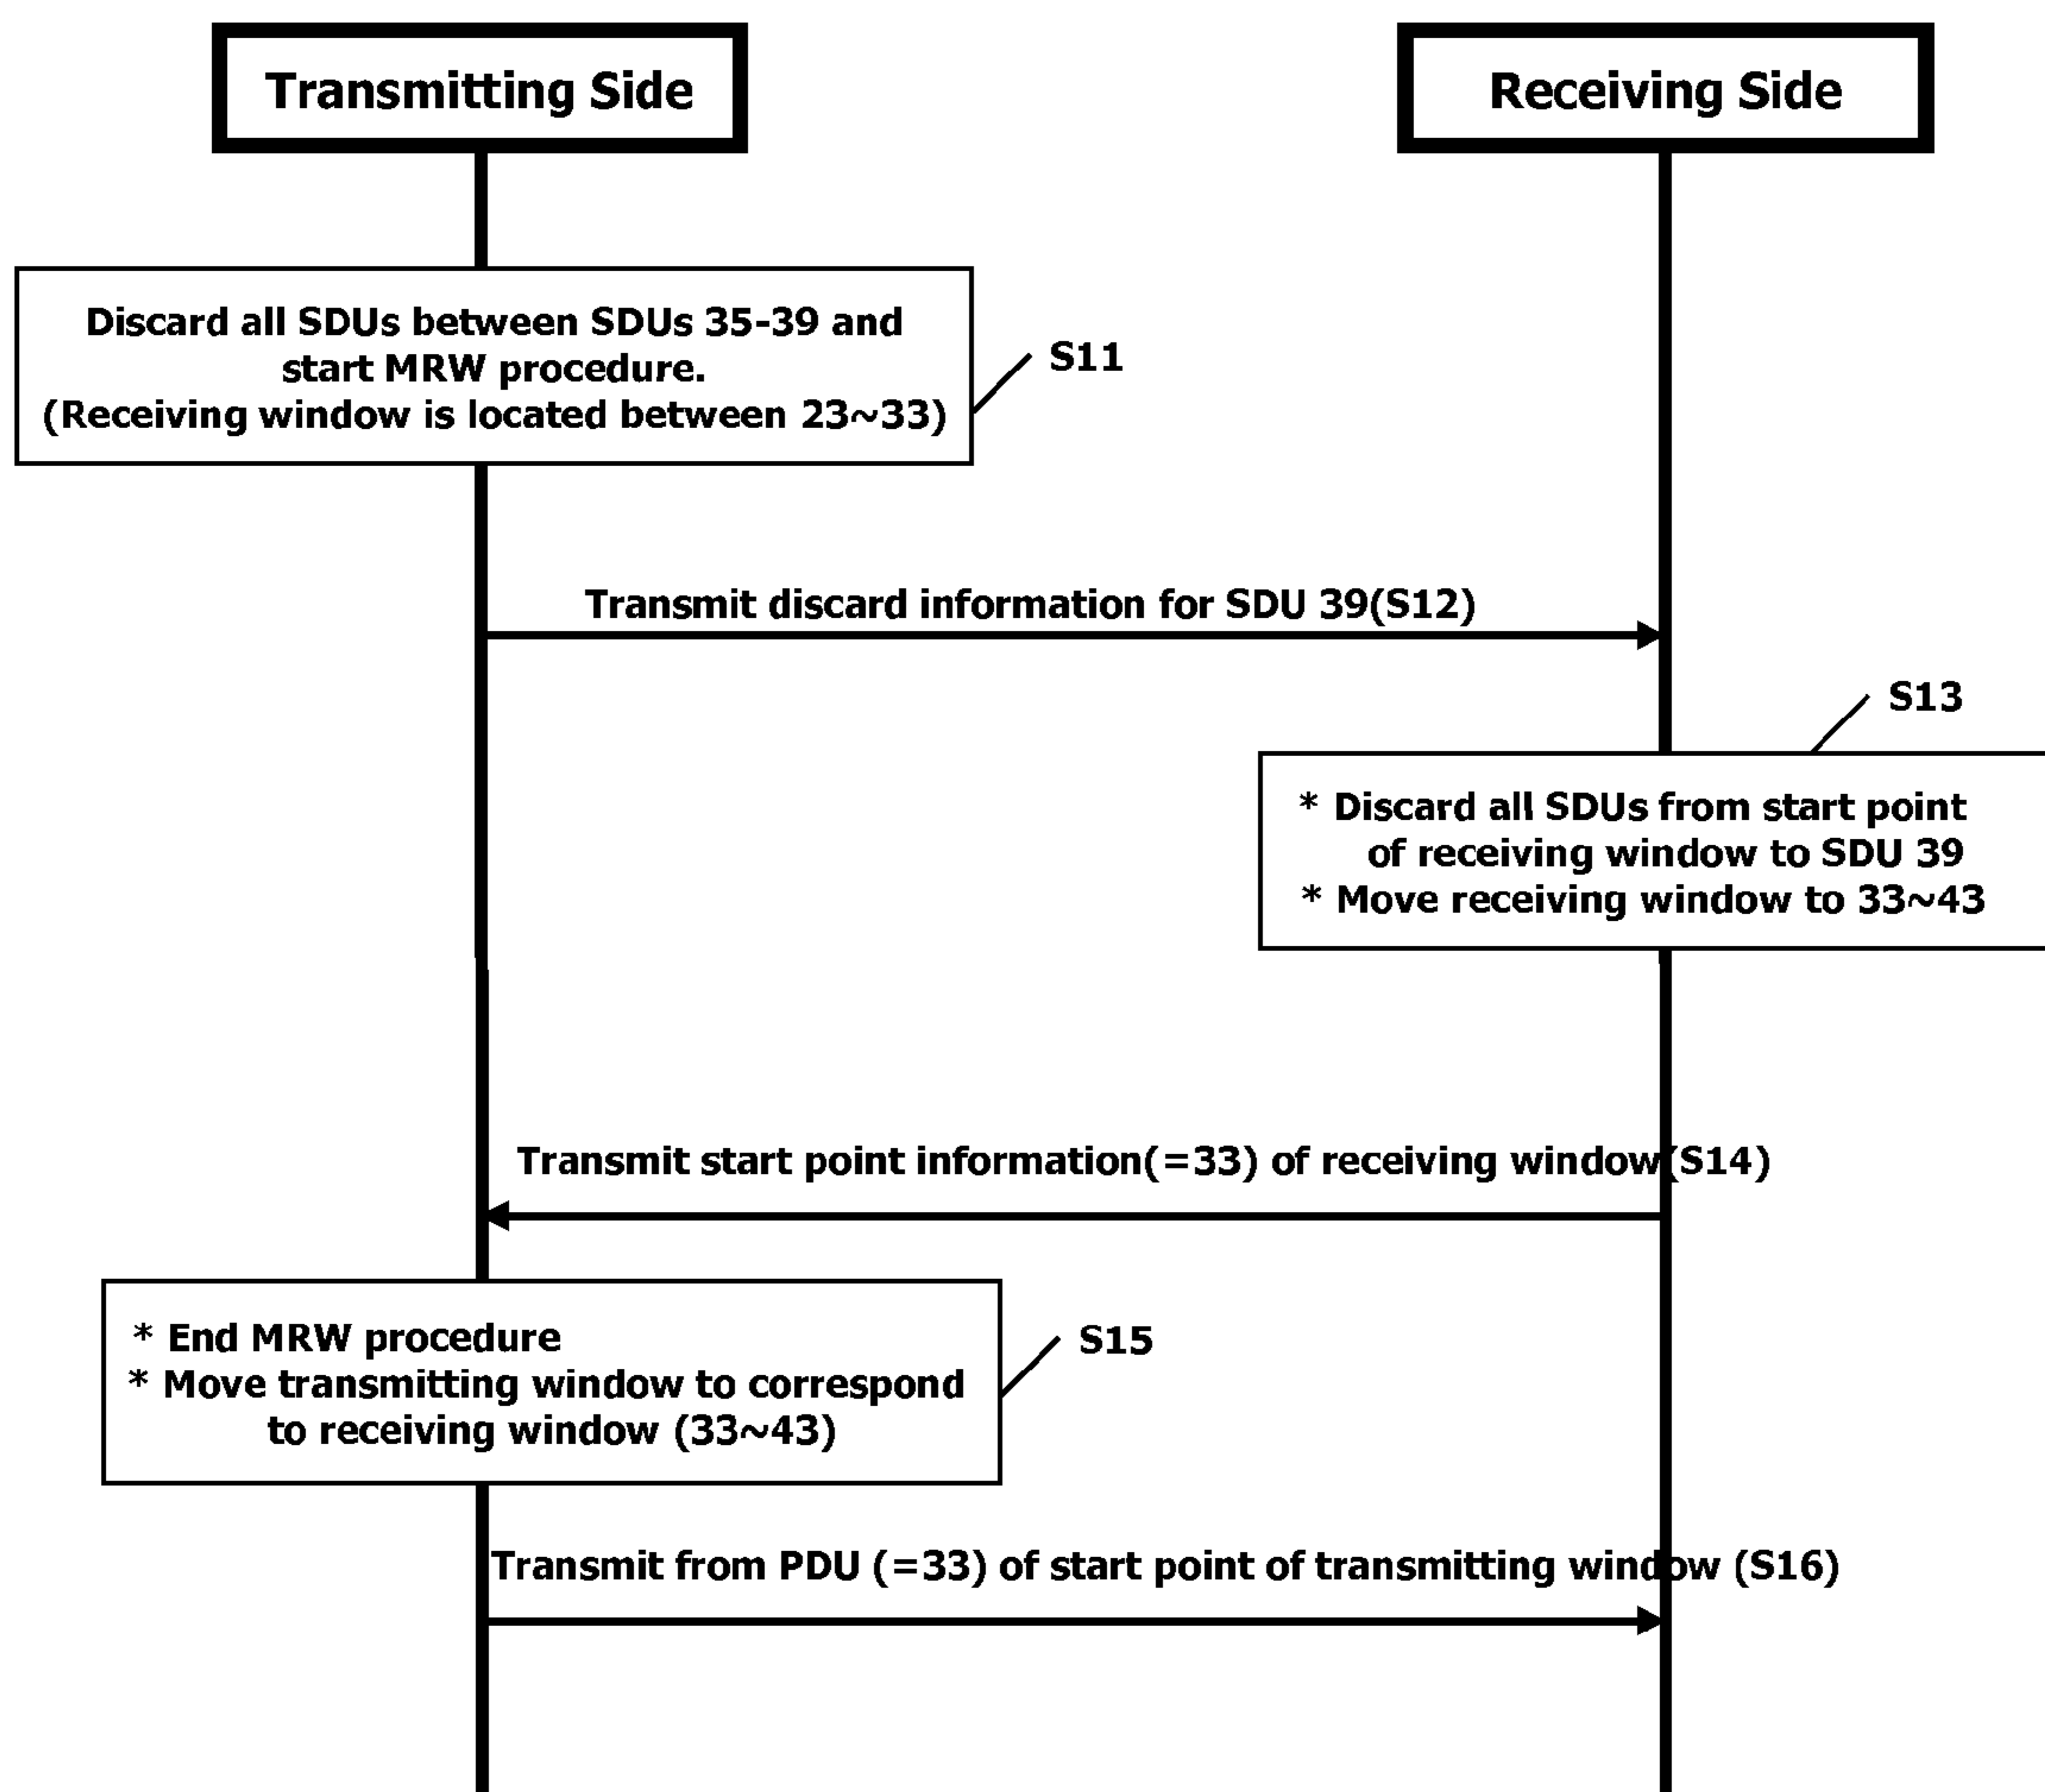 Transmitting Side
Receiving Side
Discard all SDUs between SDUs 35-39 and
start MRW procedure.
(Receiving window is located between 23~33)
S11
Transmit discard information for SDU 39(S12)
S13
* Discard all SDUs from start point
of receiving window to SDU 39
* Move receiving window to 33~43
Transmit start point information(=33) of receiving window(S14)
* End MRW procedure
* Move transmitting window to correspond
to receiving window (33~43)
S15
Transmit from PDU (=33) of start point of transmitting window (S16)